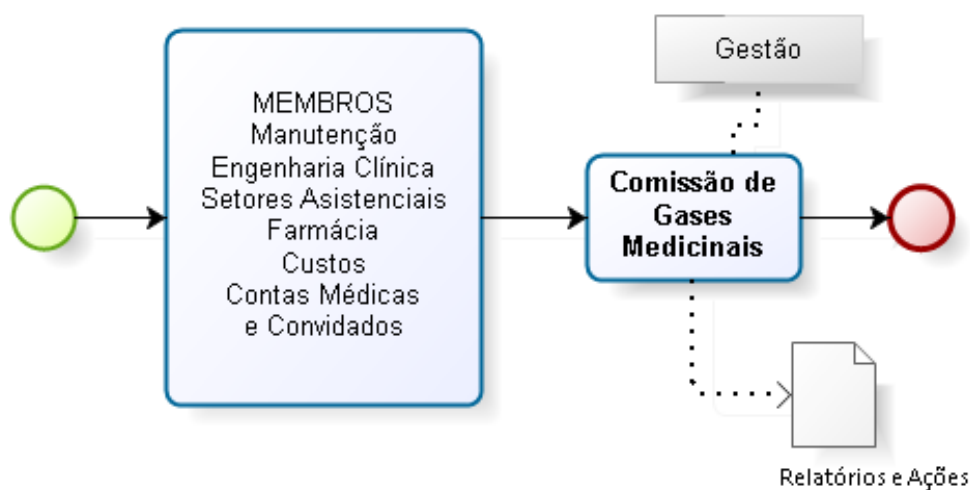 MEMBROS
Manutenção
Engenharia Clínica
Setores Asistenciais
Farmácia
Custos
Contas Médicas
e Convidados
Gestão
Comissão de
Gases
Medicinais
Relatórios e Ações